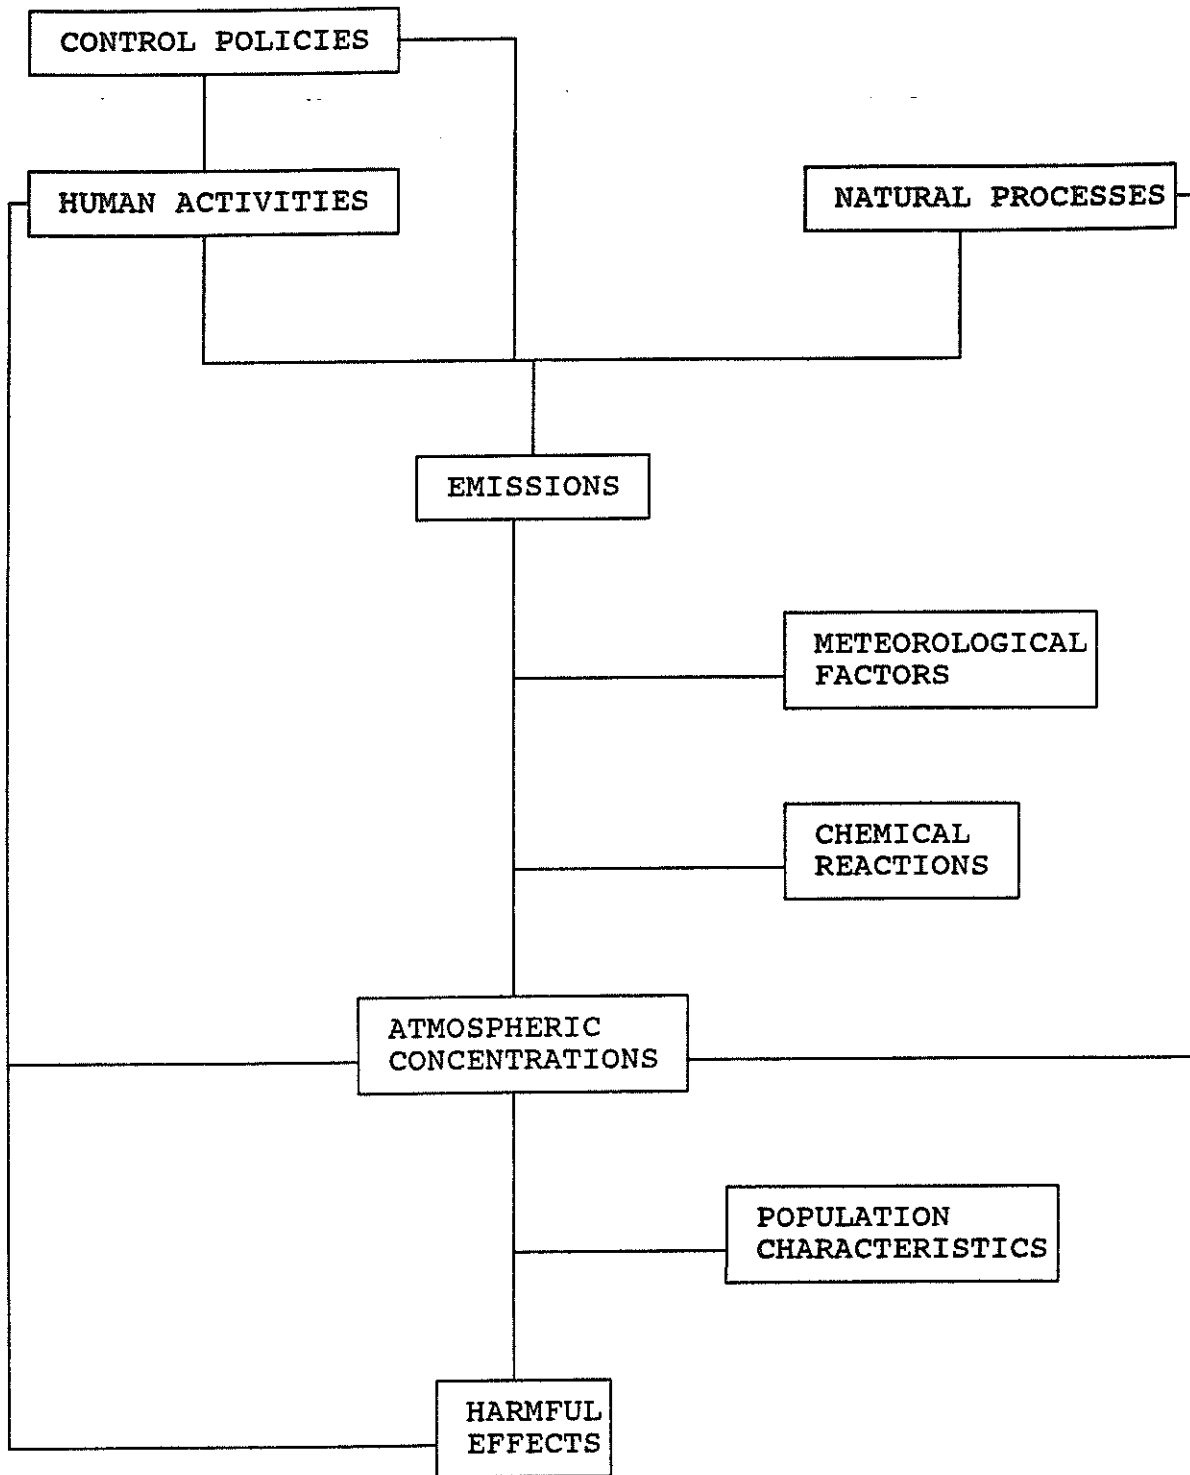 CONTROL POLICIES
HUMAN ACTIVITIES
NATURAL PROCESSES
EMISSIONS
METEOROLOGICAL
FACTORS
CHEMICAL
REACTIONS
ATMOSPHERIC
CONCENTRATIONS
POPULATION
CHARACTERISTICS
HARMFUL
EFFECTS